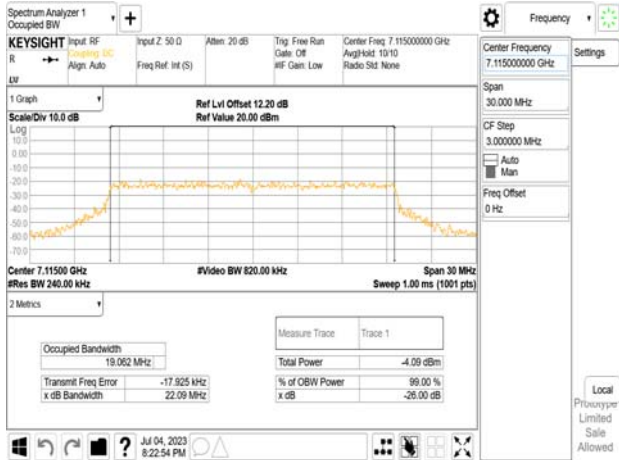 Spectrum Analyzer 1
Occupied BW
Frequency
KEYSIGHT Input: RF Input Z: 50 Ω Atten: 20 dB Trig: Free Run Center Freq: 7.115000000 GHz
R Coupling: DC Gate: Off Avg|Hold: 10/10
Align: Auto Freq Ref: Int (S) #IF Gain: Low Radio Std: None
LXI
Center Frequency
7.115000000 GHz
Settings
Span
30.000 MHz
CF Step
3.000000 MHz
Auto
Man
Freq Offset
0 Hz
1 Graph
Ref Lvl Offset 12.20 dB
Scale/Div 10.0 dB Ref Value 20.00 dBm
Log
10.0
0.00
-10.0
-20.0
-30.0
-40.0
-50.0
-60.0
-70.0
Center 7.11500 GHz #Video BW 820.00 kHz Span 30 MHz
#Res BW 240.00 kHz Sweep 1.00 ms (1001 pts)
2 Metrics
Measure Trace Trace 1
Occupied Bandwidth
19.062 MHz
Total Power -4.09 dBm
Transmit Freq Error -17.925 kHz % of OBW Power 99.00 %
x dB Bandwidth 22.09 MHz x dB -26.00 dB
Local
Prototype
Limited
Sale
Allowed
?
Jul 04, 2023
8:22:54 PM